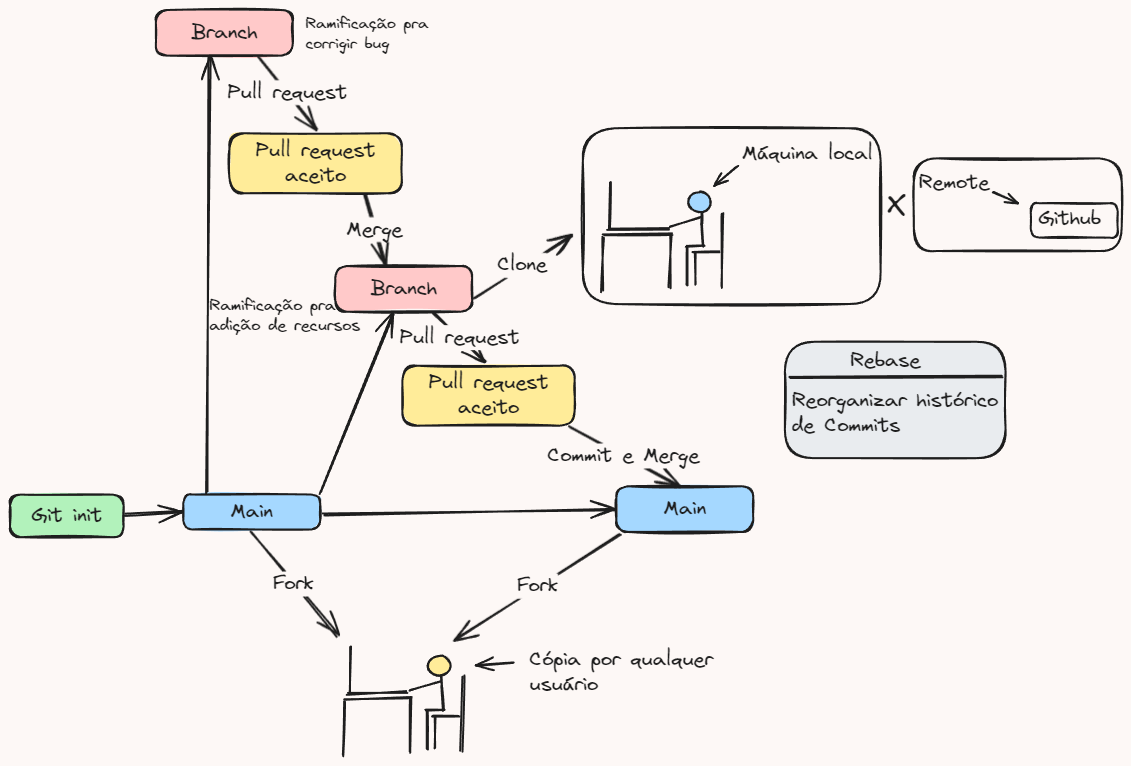 Branch
Ramificação pra
corrigir bug
Pull request
Pull request
aceito
Merge
Branch
Clone
Máquina local
X
Remote
Github
Ramificação pra
adição de recursos
Pull request
Pull request
aceito
Commit e Merge
Rebase
Reorganizar histórico
de Commits
Git init
Main
Main
Fork
Fork
Cópia por qualquer
usuário